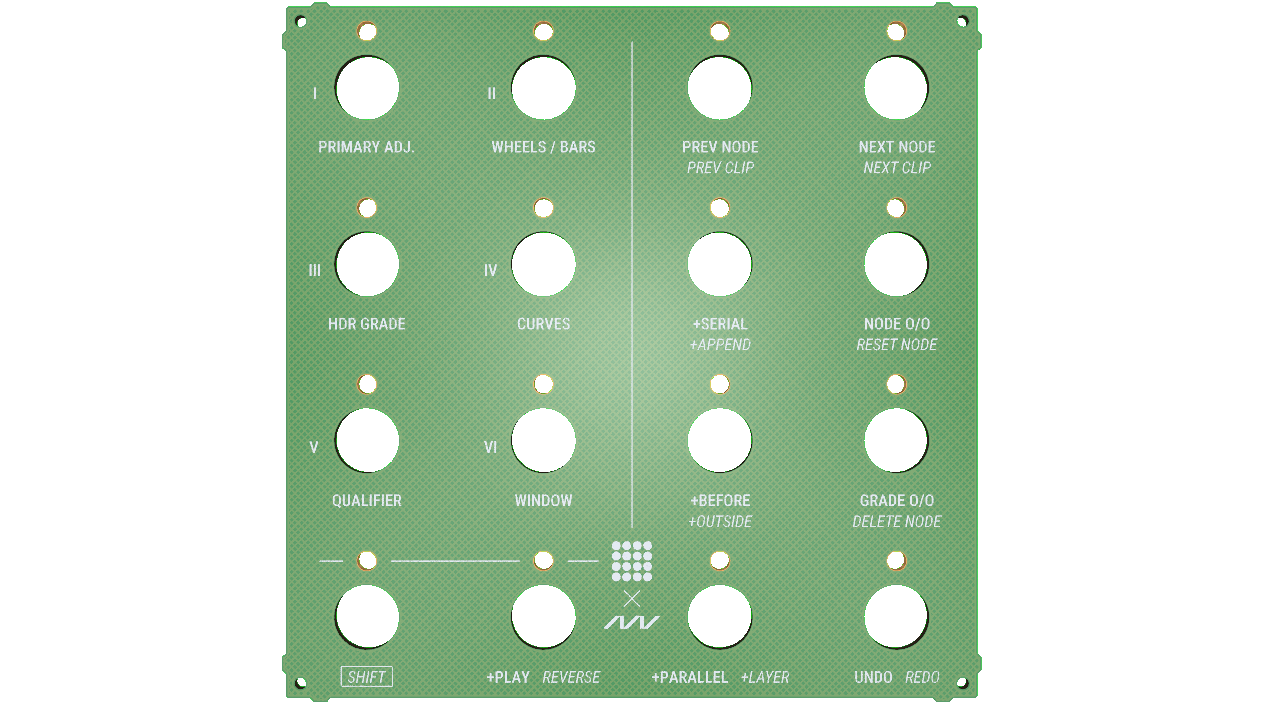 I
II
PRIMARY ADJ.
WHEELS / BARS
PREV NODE
PREV CLIP
NEXT NODE
NEXT CLIP
III
IV
HDR GRADE
CURVES
+SERIAL
+APPEND
NODE O/O
RESET NODE
V
VI
QUALIFIER
WINDOW
+BEFORE
+OUTSIDE
GRADE O/O
DELETE NODE
SHIFT
+PLAY REVERSE
+PARALLEL +LAYER
UNDO REDO